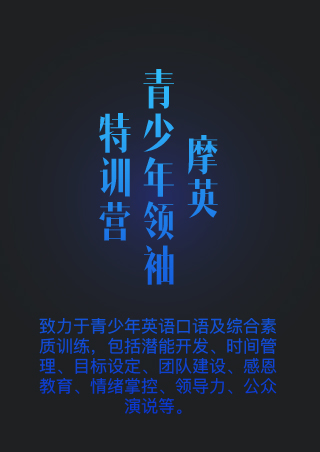 摩英
青少年领袖
特训营
致力于青少年英语口语及综合素
质训练，包括潜能开发、时间管
理、目标设定、团队建设、感恩
教育、情绪掌控、领导力、公众
演说等。